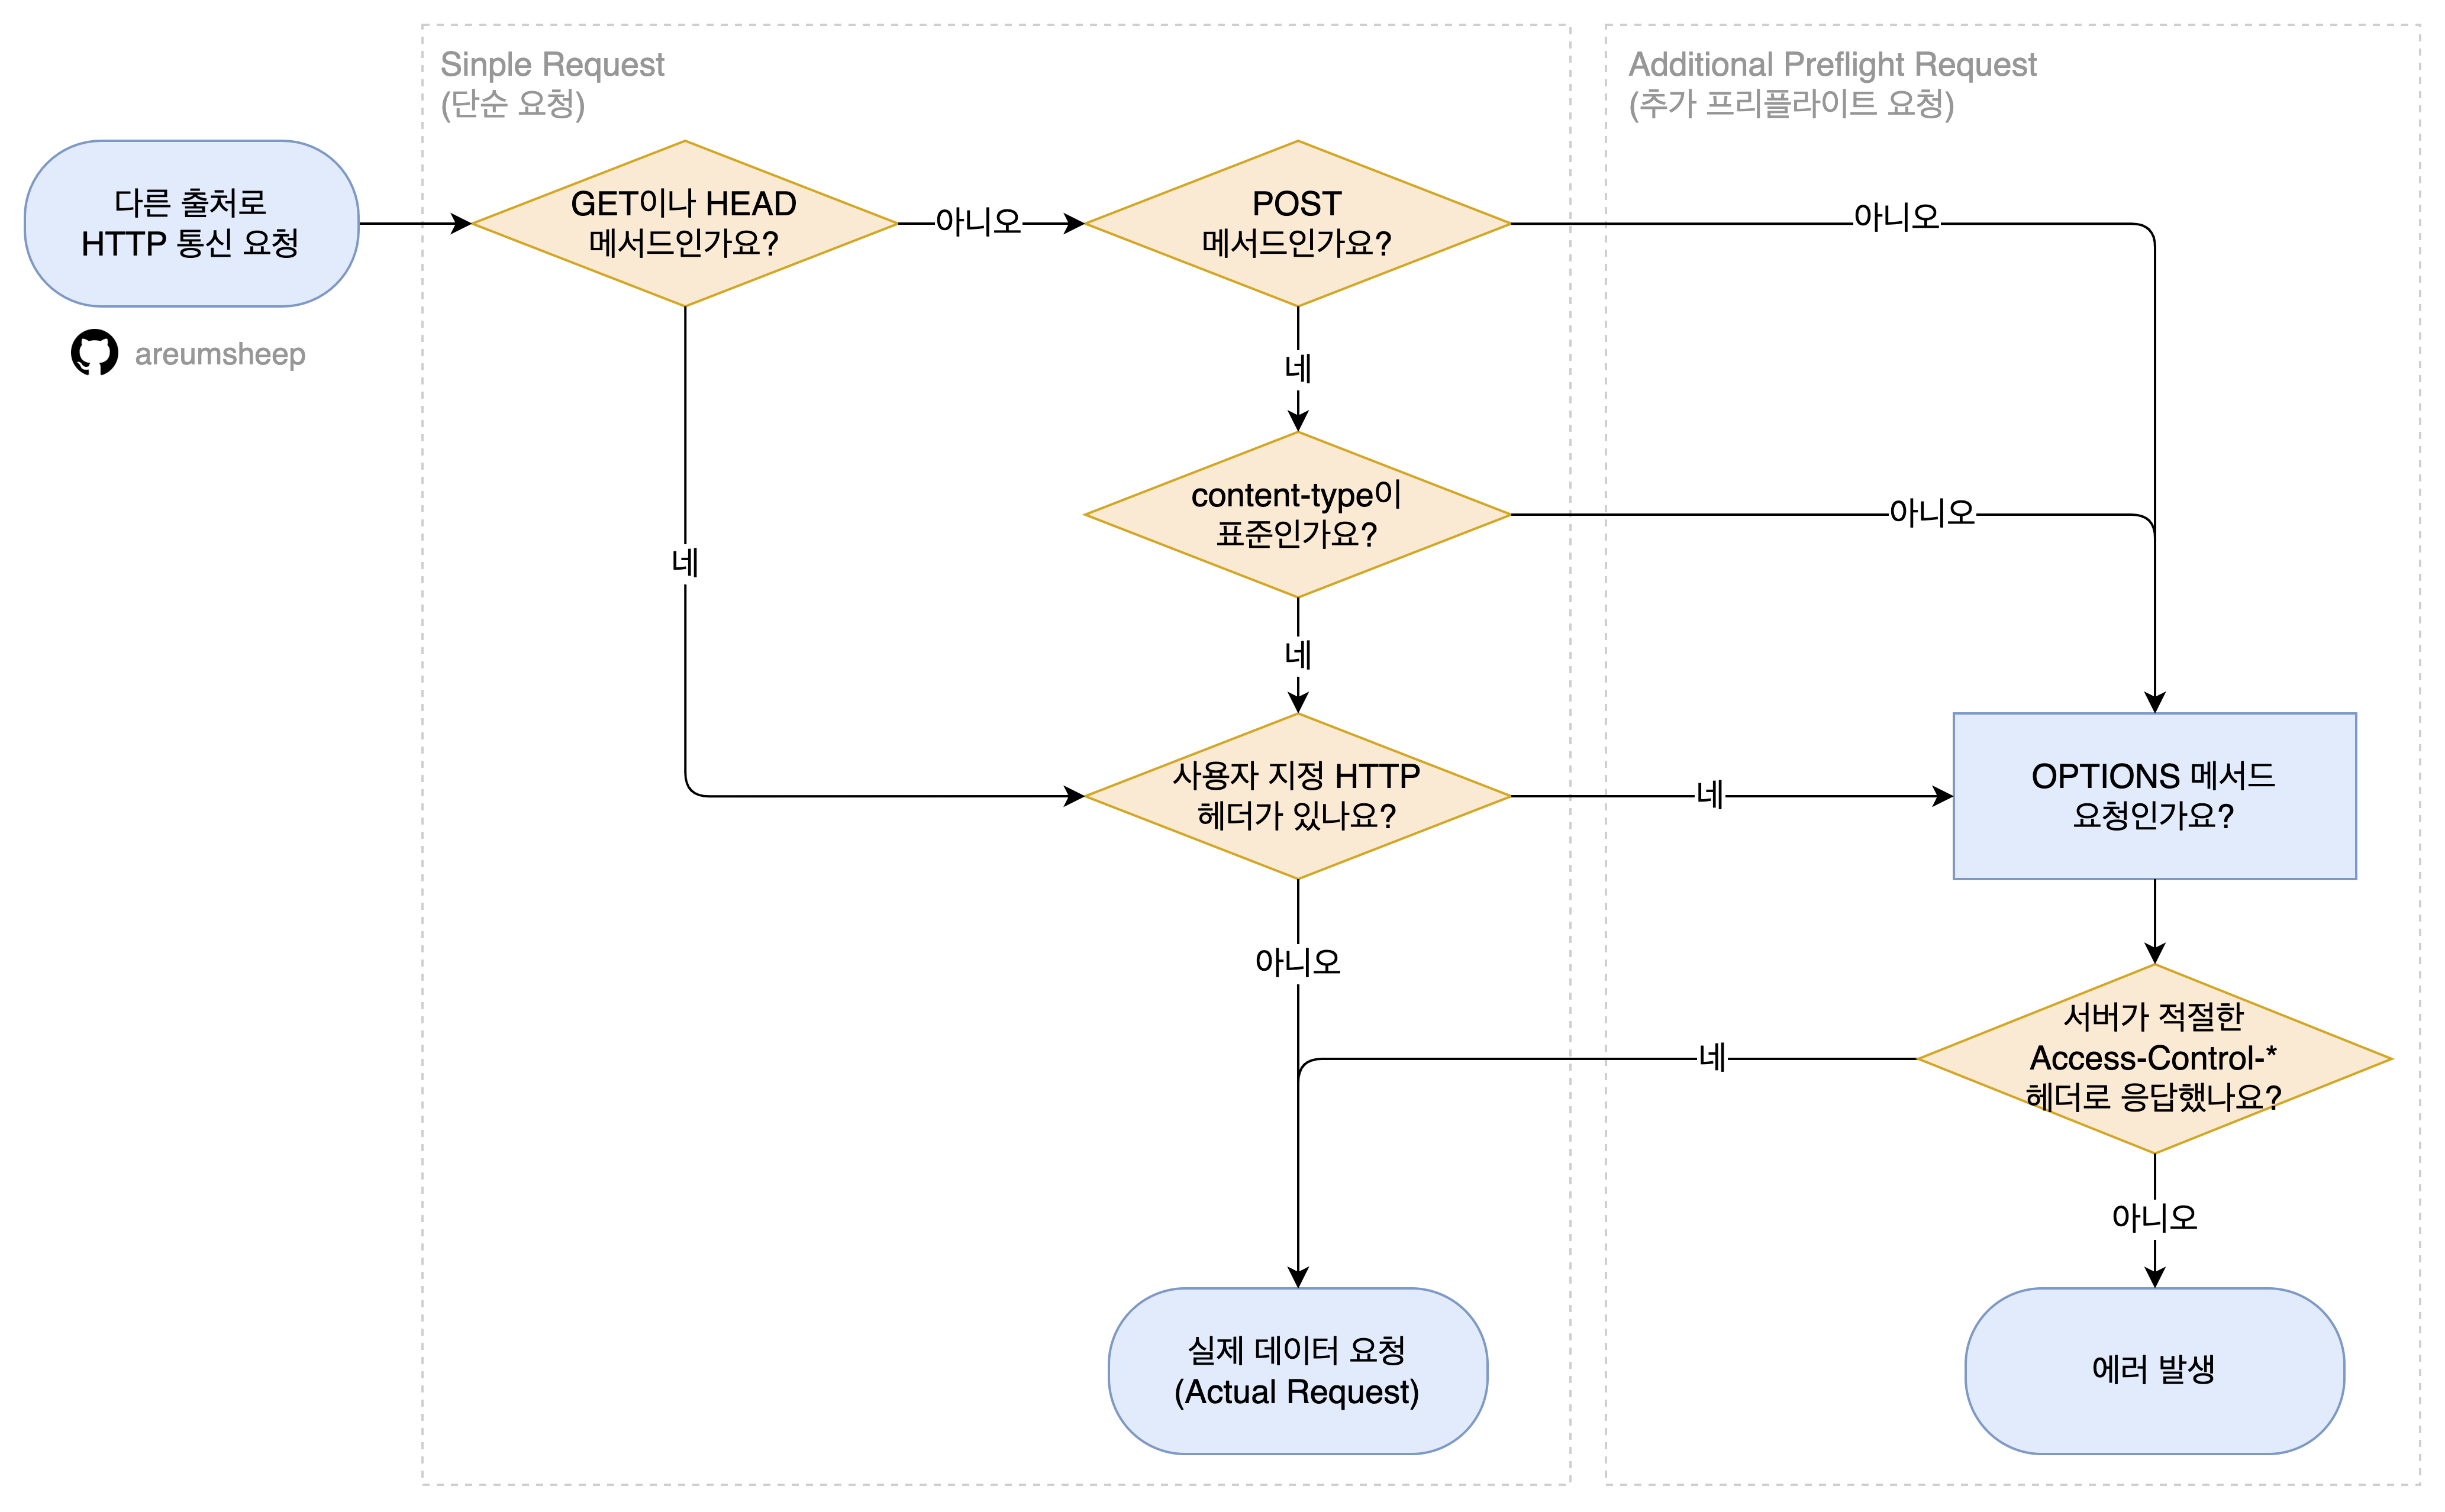 Sinple Request
(단순 요청)
Additional Preflight Request
(추가 프리플라이트 요청)
다른 출처로
HTTP 통신 요청
areumsheep
GET이나 HEAD
메서드인가요?
아니오
POST
메서드인가요?
아니오
네
네
content-type이
표준인가요?
아니오
네
사용자 지정 HTTP
헤더가 있나요?
네
OPTIONS 메서드
요청인가요?
아니오
서버가 적절한
Access-Control-*
헤더로 응답했나요?
네
아니오
실제 데이터 요청
(Actual Request)
에러 발생